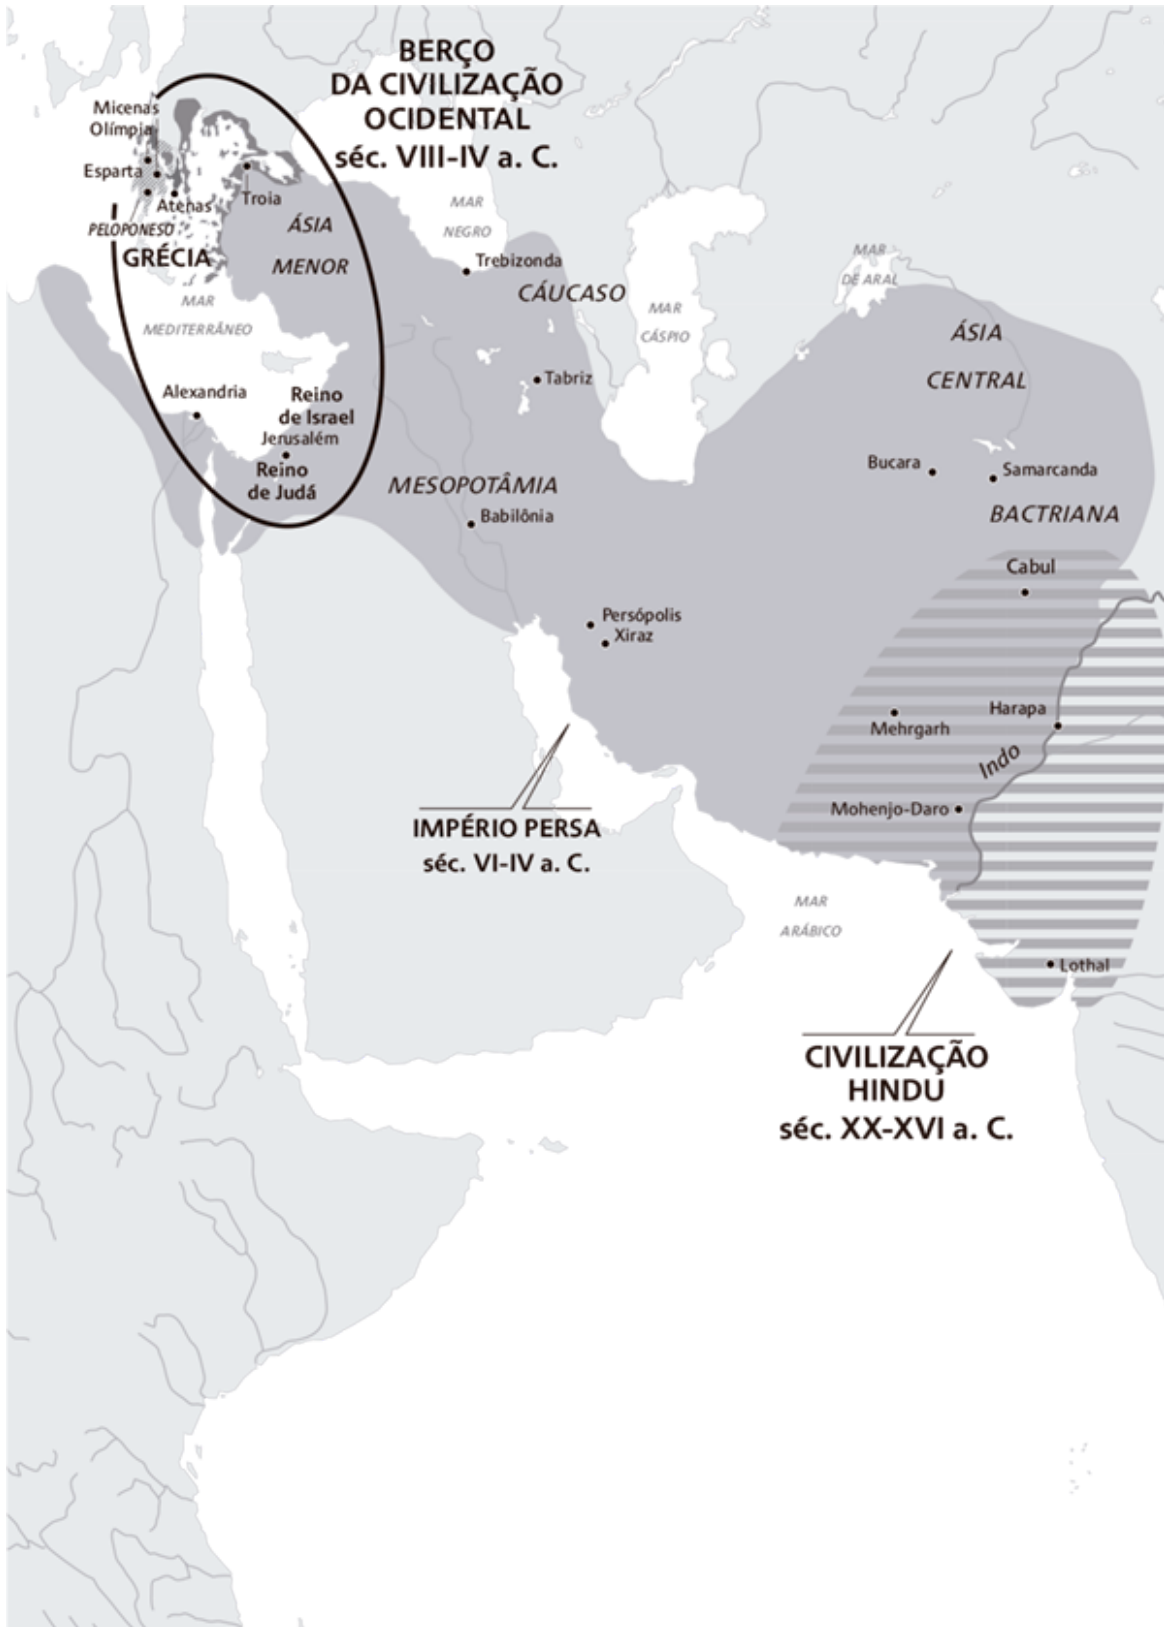 BERÇO
DA CIVILIZAÇÃO
OCIDENTAL
séc. VIII-IV a. C.
Micenas
Olímpia
Esparta
Atenas
Troia
PELOPONESO
GRÉCIA
ÁSIA
MENOR
MAR
NEGRO
Trebizonda
CÁUCASO
MAR
CÁSPIO
MAR
DE ARAL
ÁSIA
CENTRAL
MAR
MEDITERRÂNEO
Tabriz
Alexandria
Reino
de Israel
Jerusalém
Reino
de Judá
MESOPOTÂMIA
Babilônia
Bucara
Samarcanda
BACTRIANA
Cabul
Persópolis
Xiraz
Mehrgarh
Harapa
Indo
Mohenjo-Daro
IMPÉRIO PERSA
séc. VI-IV a. C.
MAR
ARÁBICO
Lothal
CIVILIZAÇÃO
HINDU
séc. XX-XVI a. C.